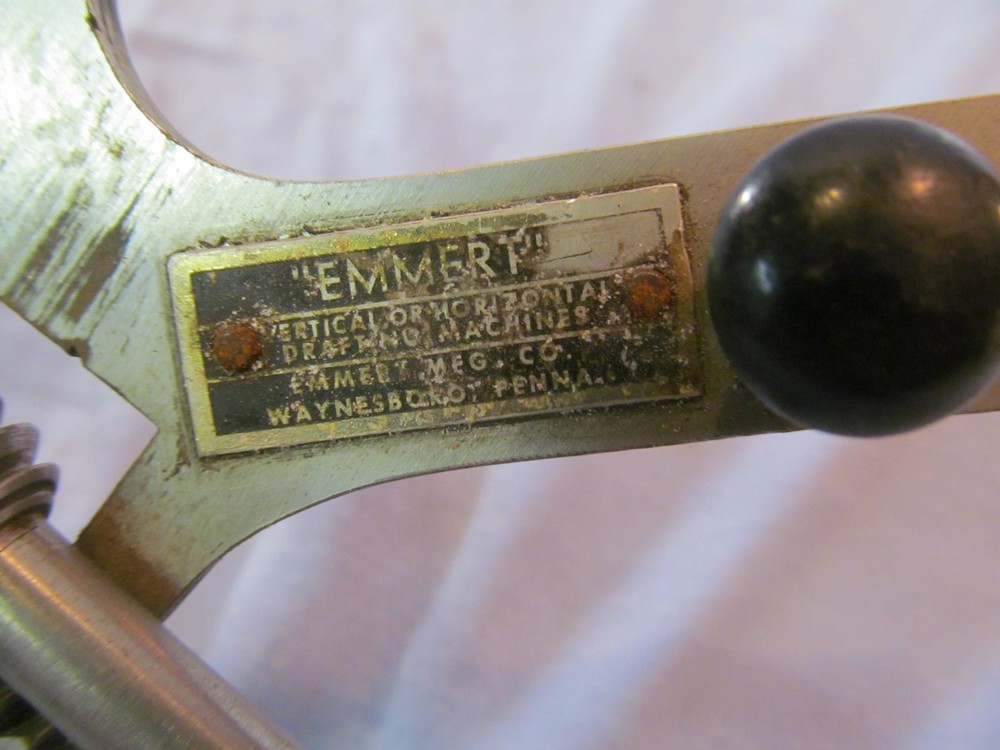 "EMMERT"
VERTICAL OR HORIZONTAL
DRAFTING MACHINES
EMMERT MFG. CO.
WAYNESBORO, PENNA.